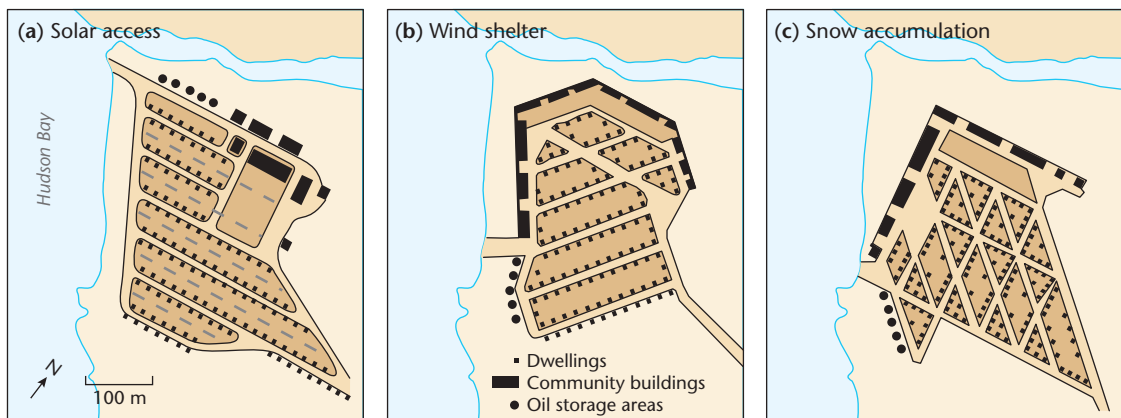 (a) Solar access
(b) Wind shelter
(c) Snow accumulation
Hudson Bay
N
100 m
Dwellings
Community buildings
Oil storage areas